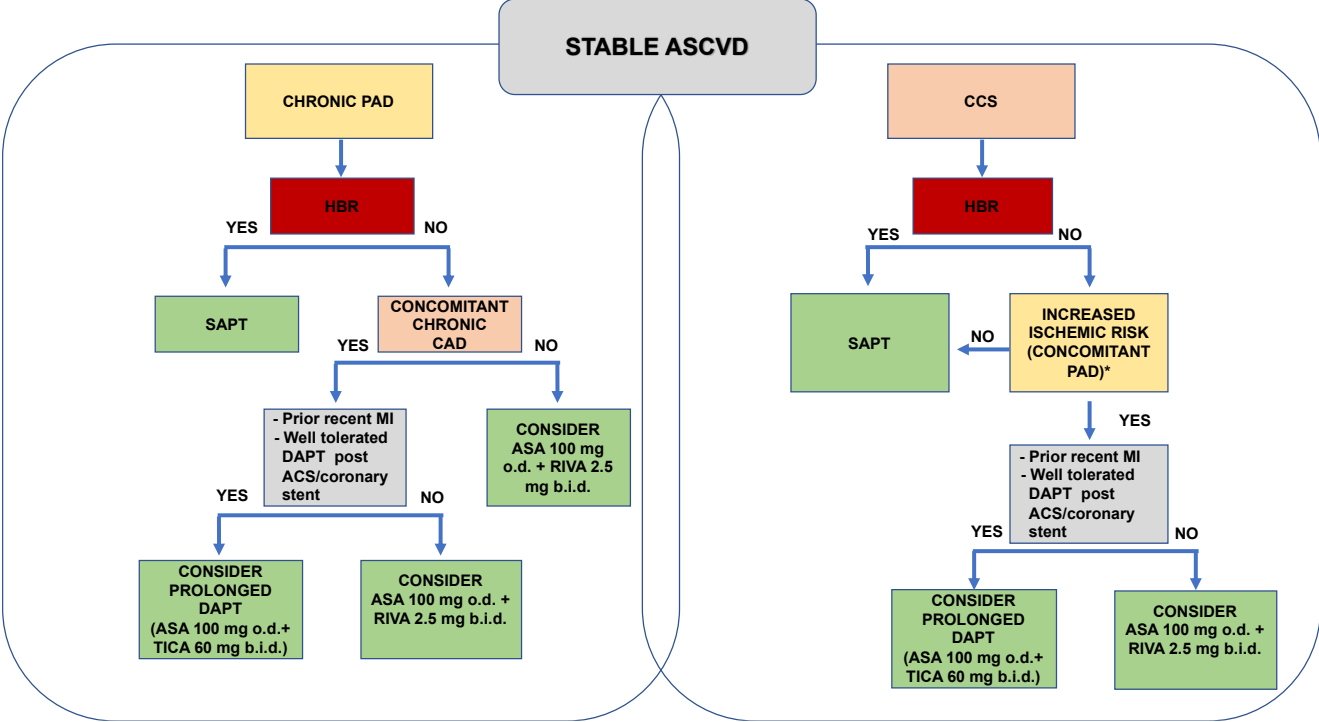 STABLE ASCVD
CHRONIC PAD
HBR
YES
NO
SAPT
CONCOMITANT
CHRONIC
CAD
YES
NO
- Prior recent MI
- Well tolerated
DAPT post
ACS/coronary
stent
CONSIDER
ASA 100 mg
o.d. + RIVA 2.5
mg b.i.d.
YES
NO
CONSIDER
PROLONGED
DAPT
(ASA 100 mg o.d.+
TICA 60 mg b.i.d.)
CONSIDER
ASA 100 mg o.d. +
RIVA 2.5 mg b.i.d.
CCS
HBR
YES
NO
SAPT
NO
INCREASED
ISCHEMIC RISK
(CONCOMITANT
PAD)*
YES
- Prior recent MI
- Well tolerated
DAPT post
ACS/coronary
stent
YES
NO
CONSIDER
PROLONGED
DAPT
(ASA 100 mg o.d.+
TICA 60 mg b.i.d.)
CONSIDER
ASA 100 mg o.d. +
RIVA 2.5 mg b.i.d.